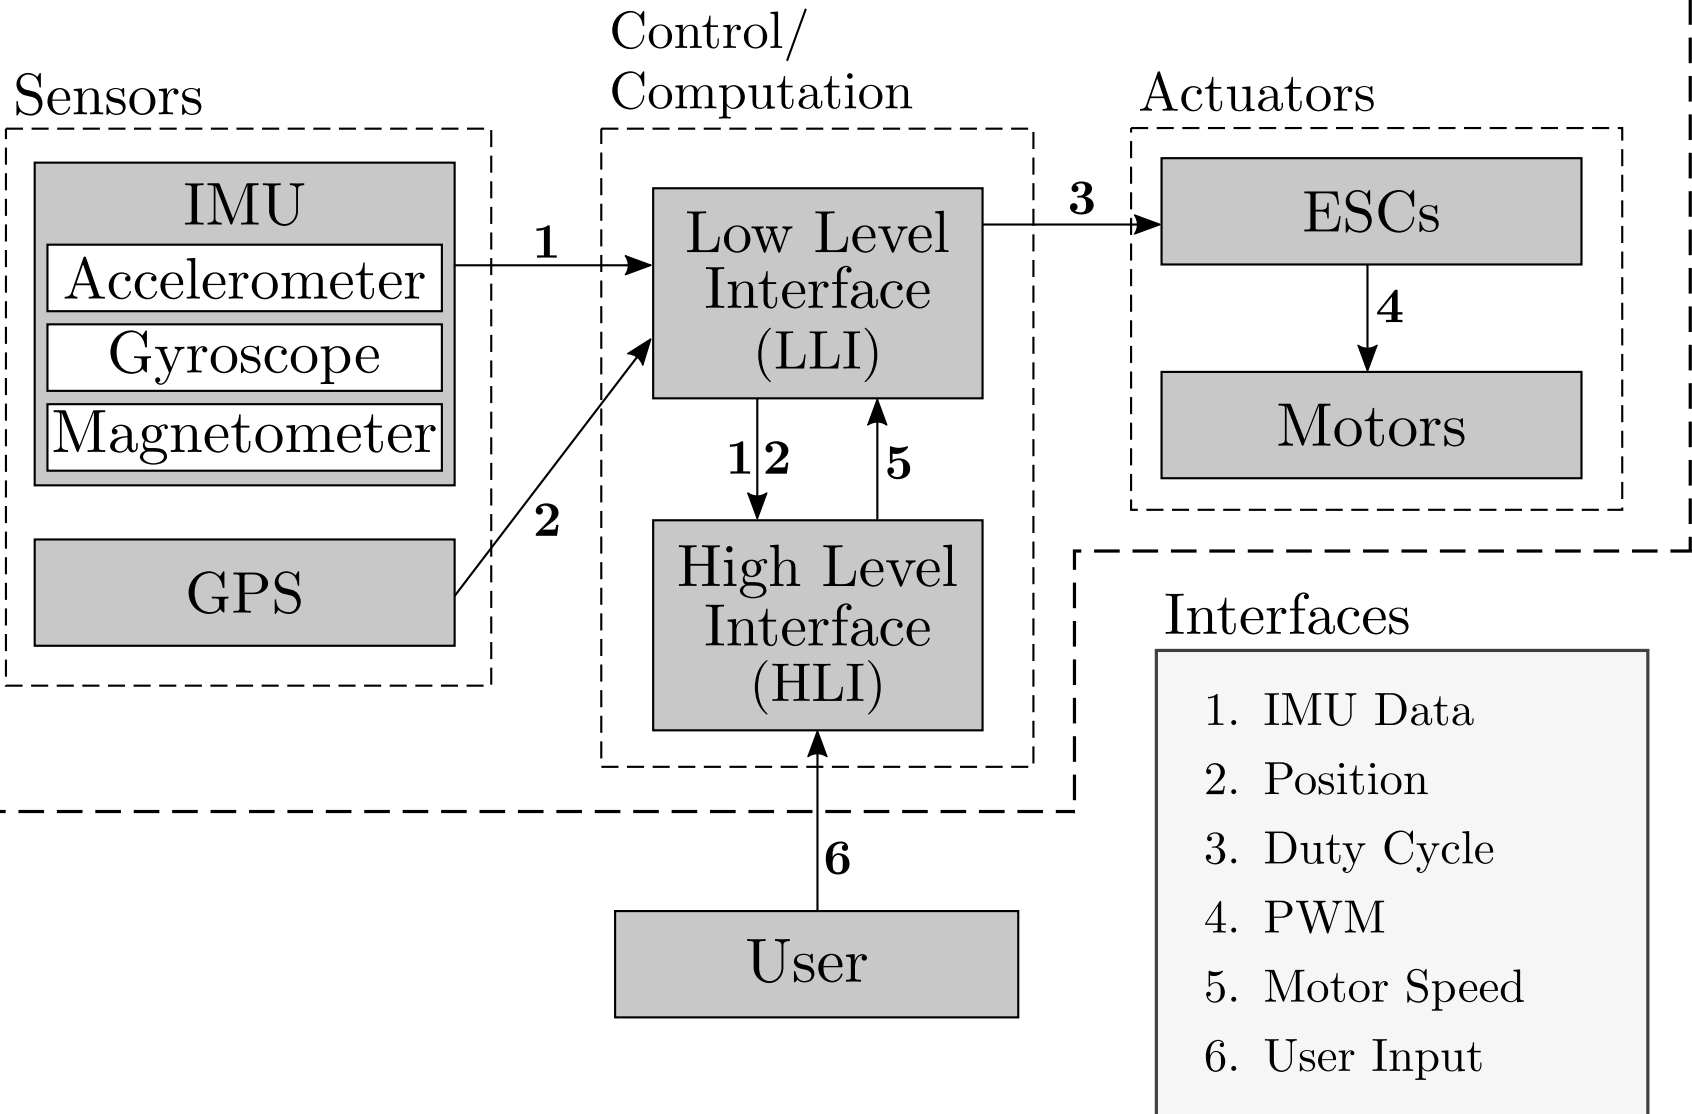 Sensors
IMU
Accelerometer
Gyroscope
Magnetometer
GPS
1
2
Control/
Computation
Low Level
Interface
(LLI)
1 2
5
High Level
Interface
(HLI)
6
User
3
Actuators
ESCs
4
Motors
Interfaces
1. IMU Data
2. Position
3. Duty Cycle
4. PWM
5. Motor Speed
6. User Input